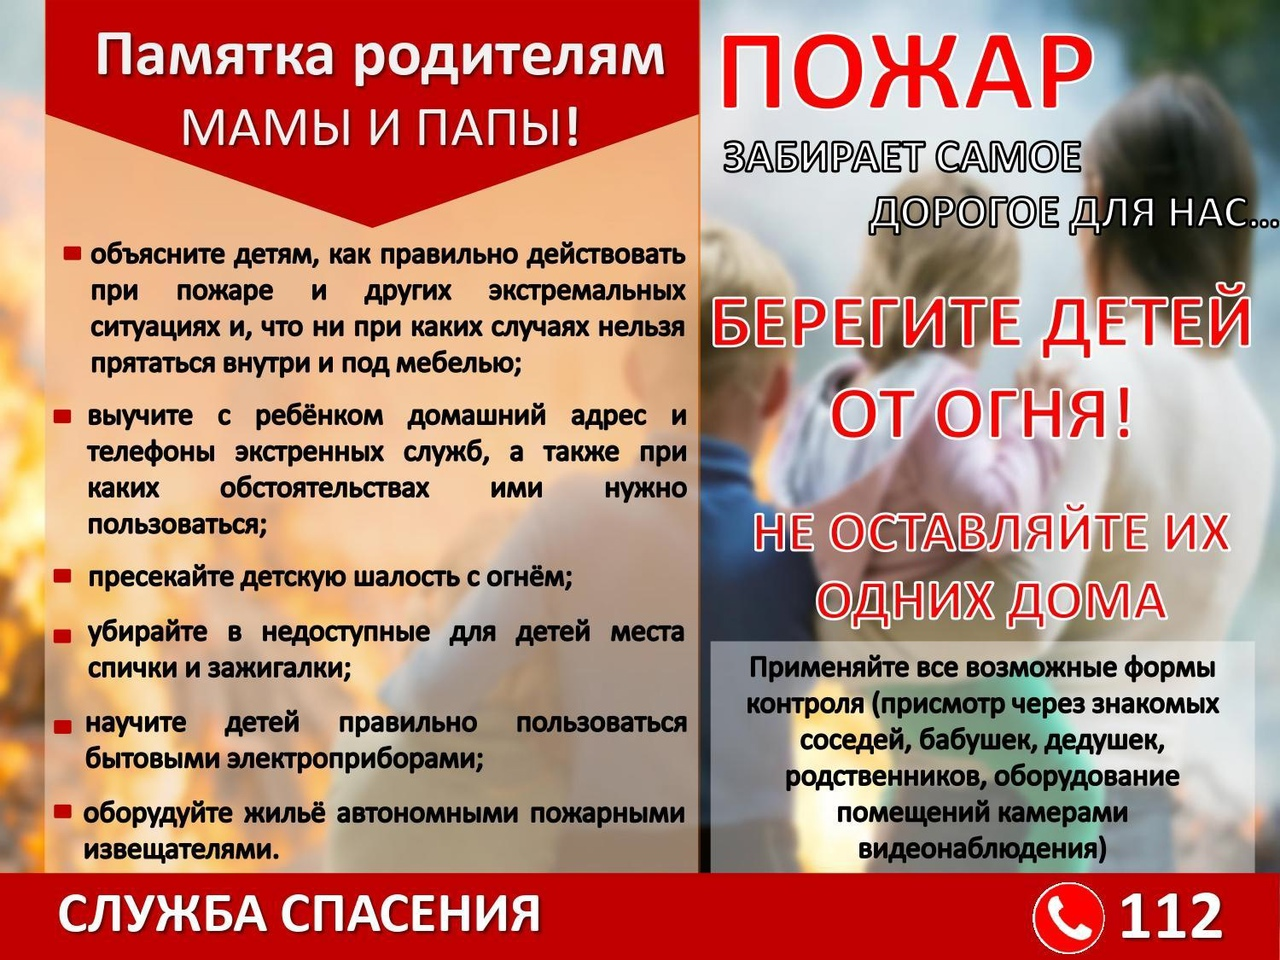 Памятка родителям
МАМЫ И ПАПЫ!
объясните детям, как правильно действовать
при пожаре и других экстремальных
ситуациях и, что ни при каких случаях нельзя
прятаться внутри и под мебелью;
выучите с ребёнком домашний адрес и
телефоны экстренных служб, а также при
каких обстоятельствах ими нужно
пользоваться;
пресекайте детскую шалость с огнём;
убирайте в недоступные для детей места
спички и зажигалки;
научите детей правильно пользоваться
бытовыми электроприборами;
оборудуйте жильё автономными пожарными
извещателями.
ПОЖАР
ЗАБИРАЕТ САМОЕ
ДОРОГОЕ ДЛЯ НАС...
БЕРЕГИТЕ ДЕТЕЙ
ОТ ОГНЯ!
НЕ ОСТАВЛЯЙТЕ ИХ
ОДНИХ ДОМА
Применяйте все возможные формы
контроля (присмотр через знакомых
соседей, бабушек, дедушек,
родственников, оборудование
помещений камерами
видеонаблюдения)
СЛУЖБА СПАСЕНИЯ
112